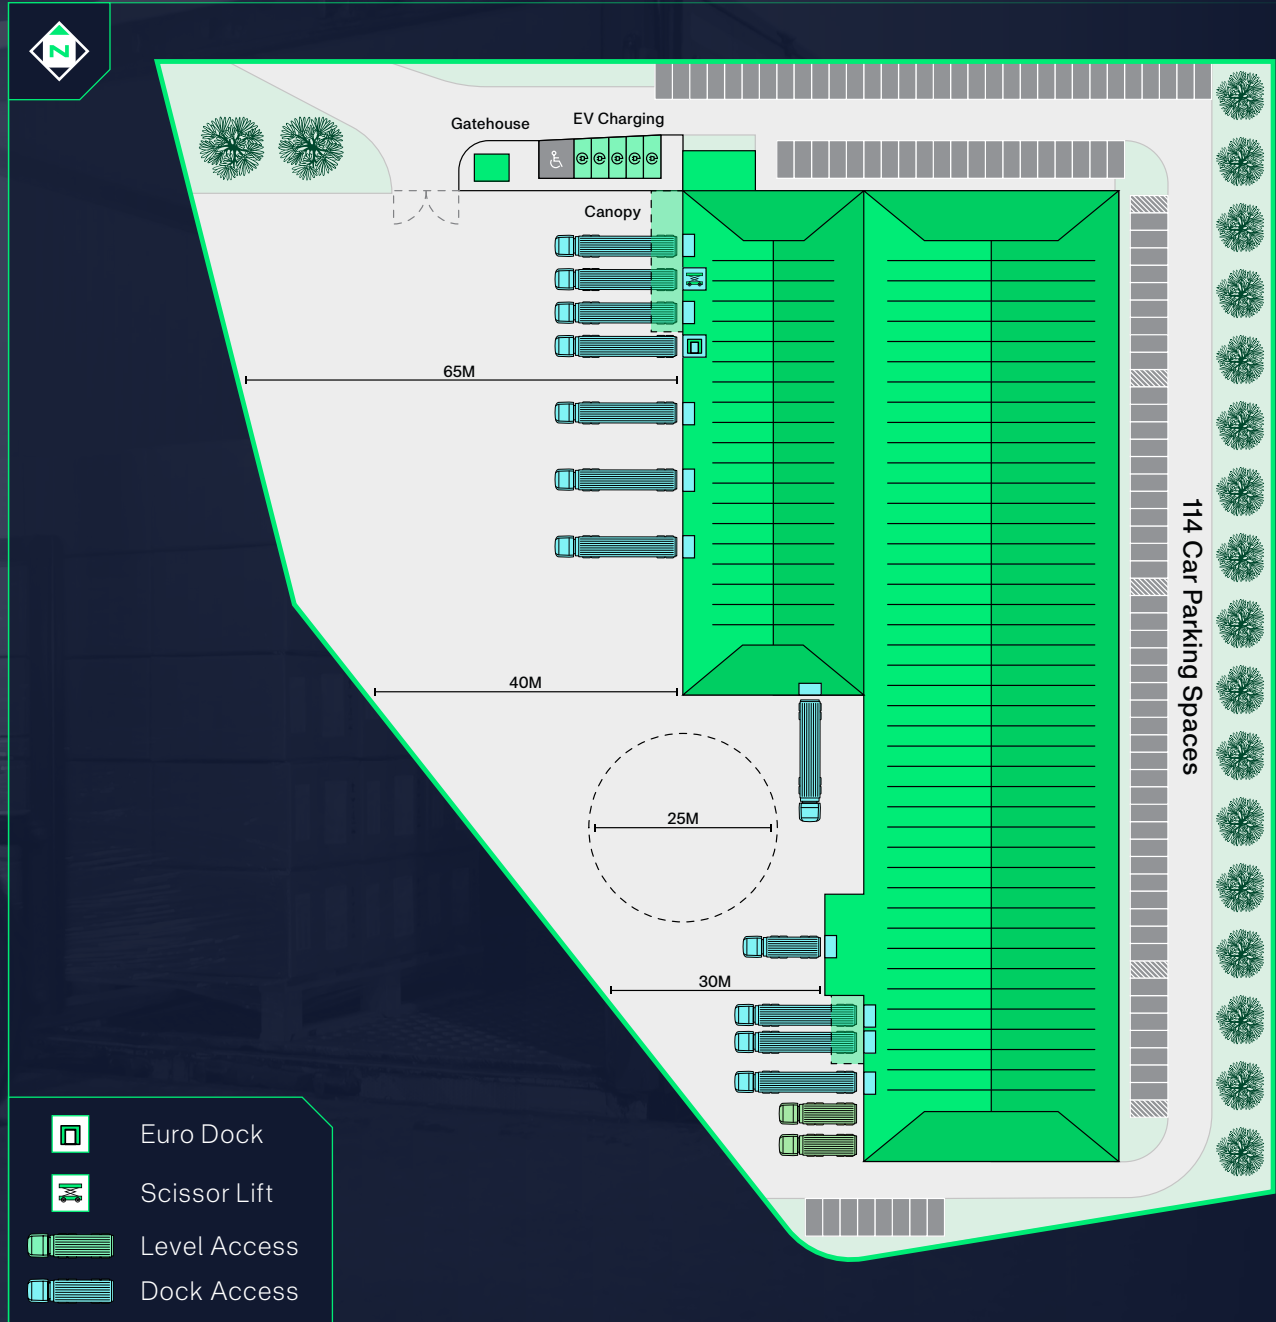 N
Gatehouse
EV Charging
Canopy
65M
40M
25M
30M
114 Car Parking Spaces
Euro Dock
Scissor Lift
Level Access
Dock Access